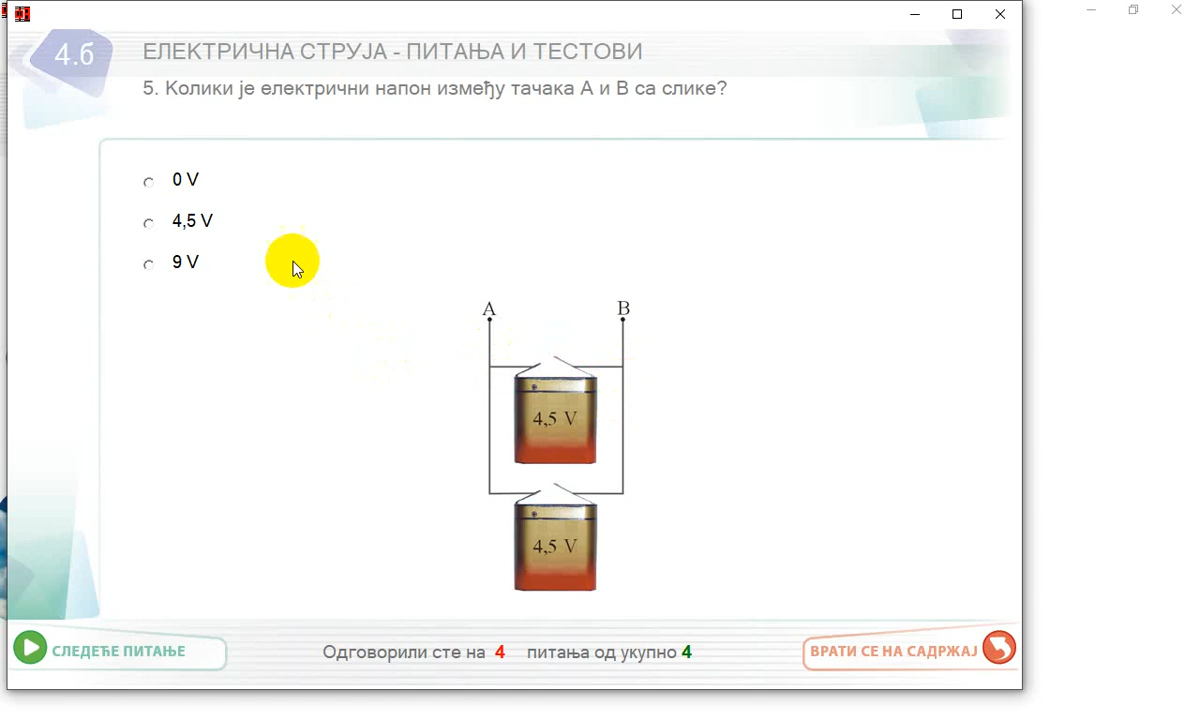 4.б
ЕЛЕКТРИЧНА СТРУЈА - ПИТАЊА И ТЕСТОВИ
5. Колики је електрични напон између тачака А и В са слике?
0 V
4,5 V
9 V
A B
4,5 V
4,5 V
СЛЕДЕЋЕ ПИТАЊЕ
Одговорили сте на 4 питања од укупно 4
ВРАТИ СЕ НА САДРЖАЈ